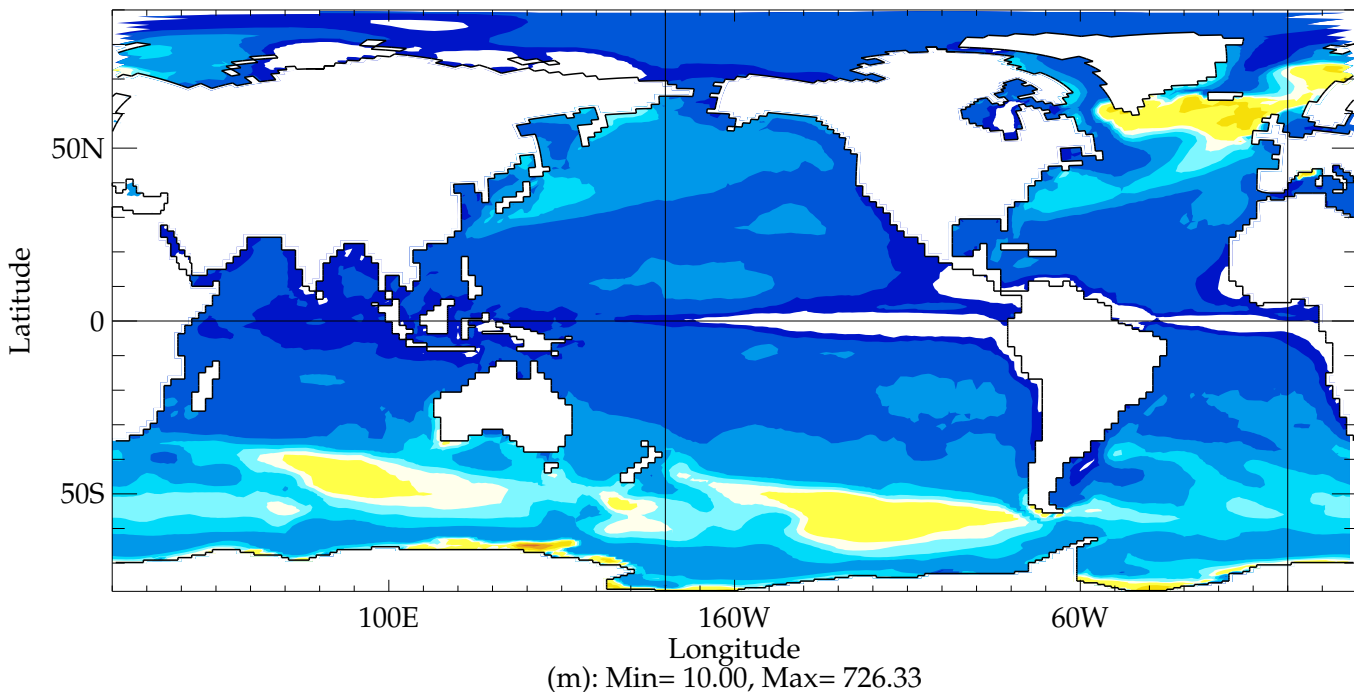 50N
0
50S
Latitude
100E
160W
60W
Longitude
(m): Min= 10.00, Max= 726.33